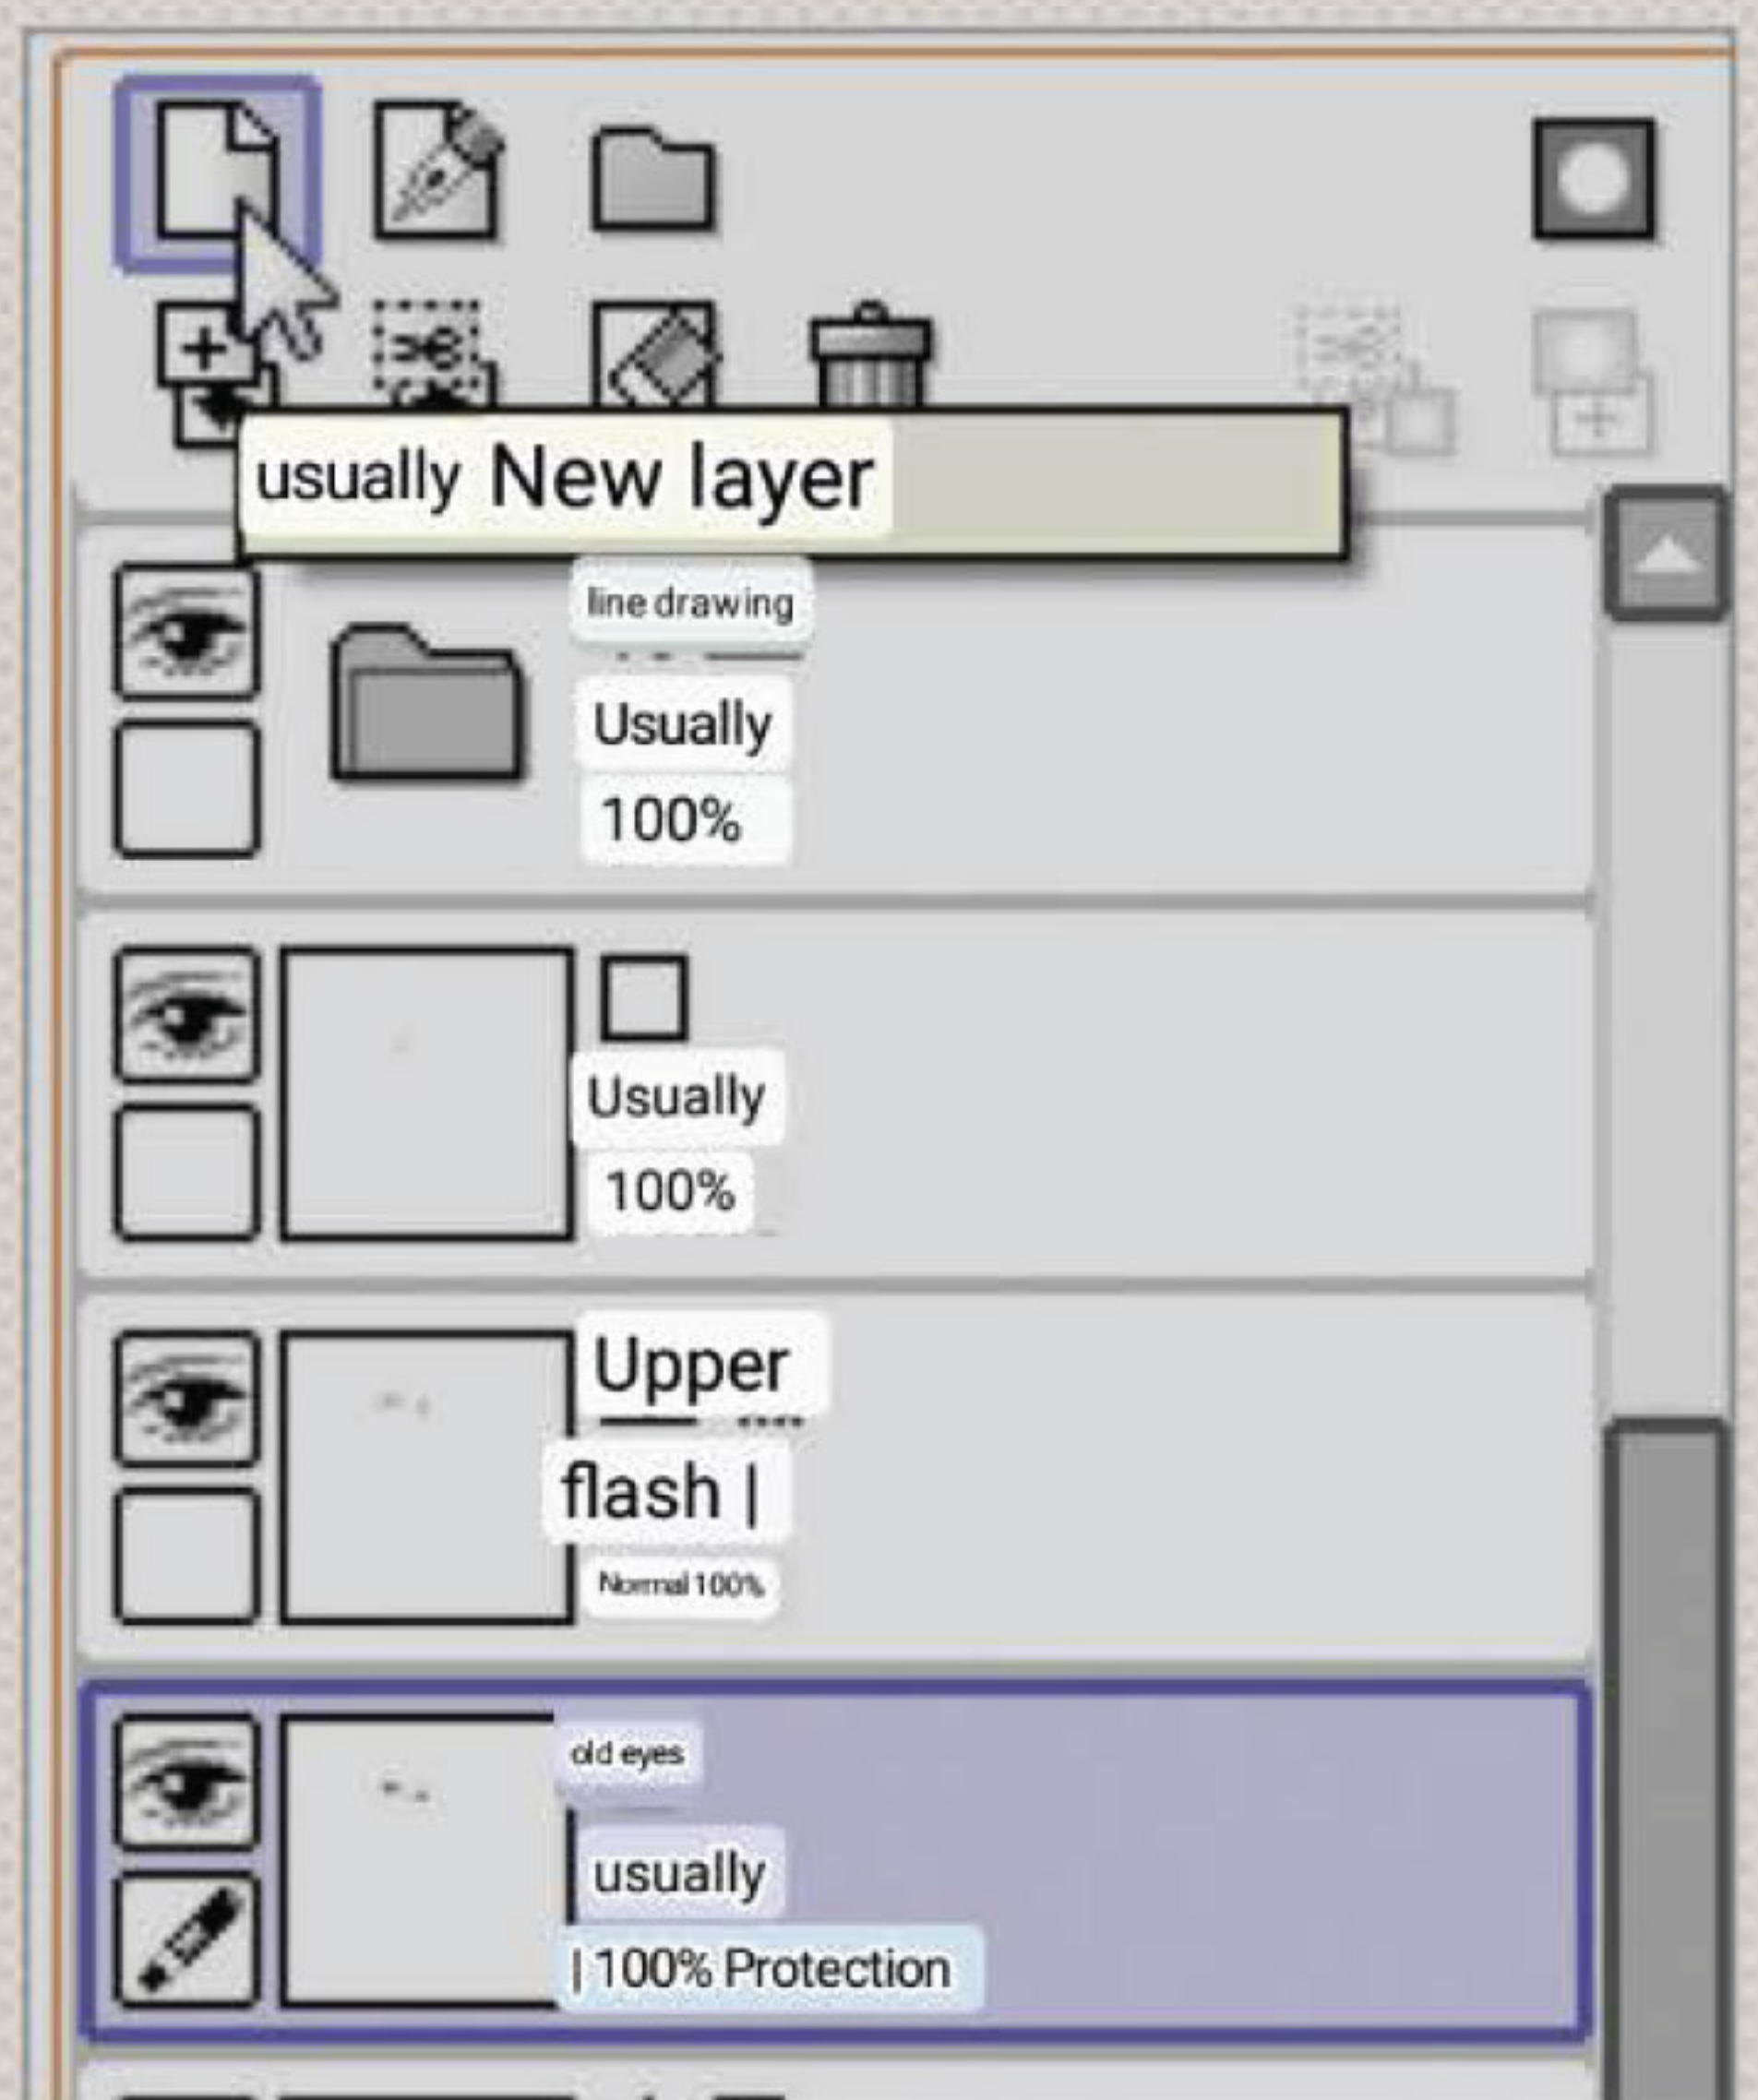 usually New layer
line drawing
Usually
100%
Usually
100%
Upper
flash |
Normal 100%
old eyes
usually
| 100% Protection